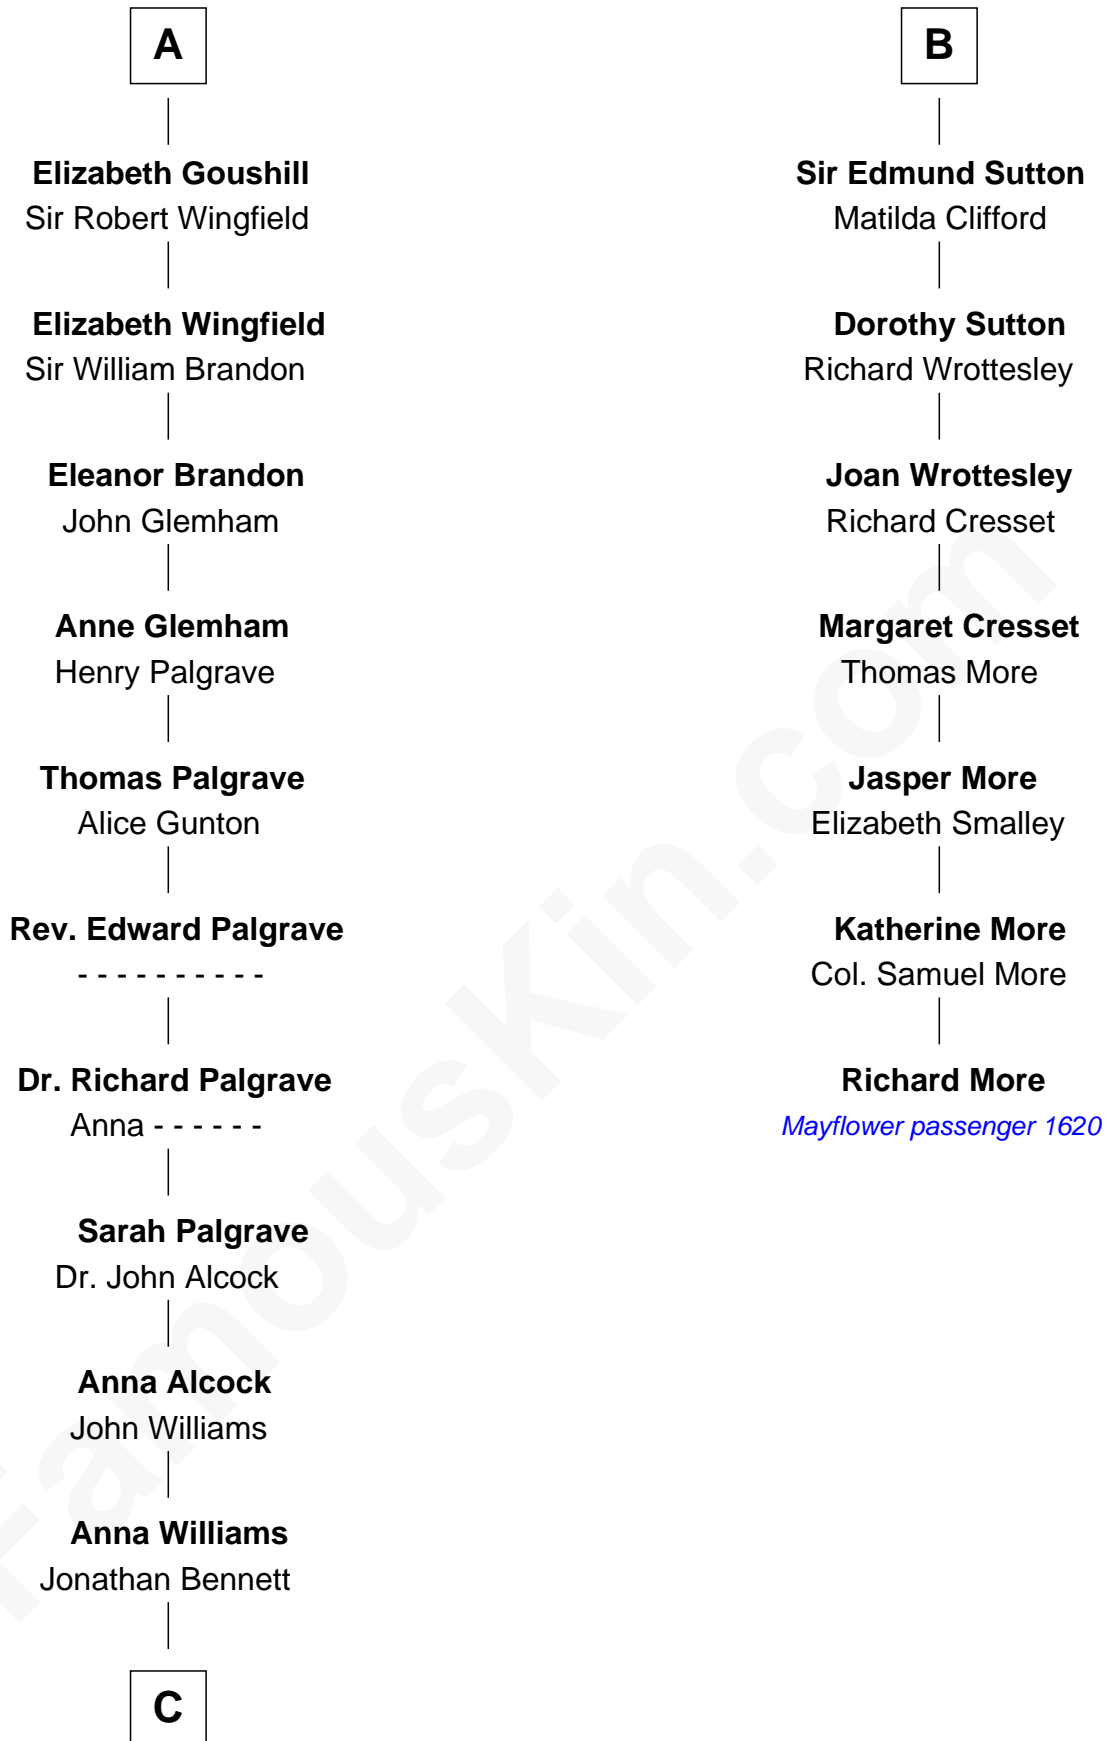 A
Elizabeth Goushill
Sir Robert Wingfield
Elizabeth Wingfield
Sir William Brandon
Eleanor Brandon
John Glemham
Anne Glemham
Henry Palgrave
Thomas Palgrave
Alice Gunton
Rev. Edward Palgrave
- - - - - - - - - -
Dr. Richard Palgrave
Anna - - - - - -
Sarah Palgrave
Dr. John Alcock
Anna Alcock
John Williams
Anna Williams
Jonathan Bennett
C
B
Sir Edmund Sutton
Matilda Clifford
Dorothy Sutton
Richard Wrottesley
Joan Wrottesley
Richard Cresset
Margaret Cresset
Thomas More
Jasper More
Elizabeth Smalley
Katherine More
Col. Samuel More
Richard More
Mayflower passenger 1620
FamousKin.com